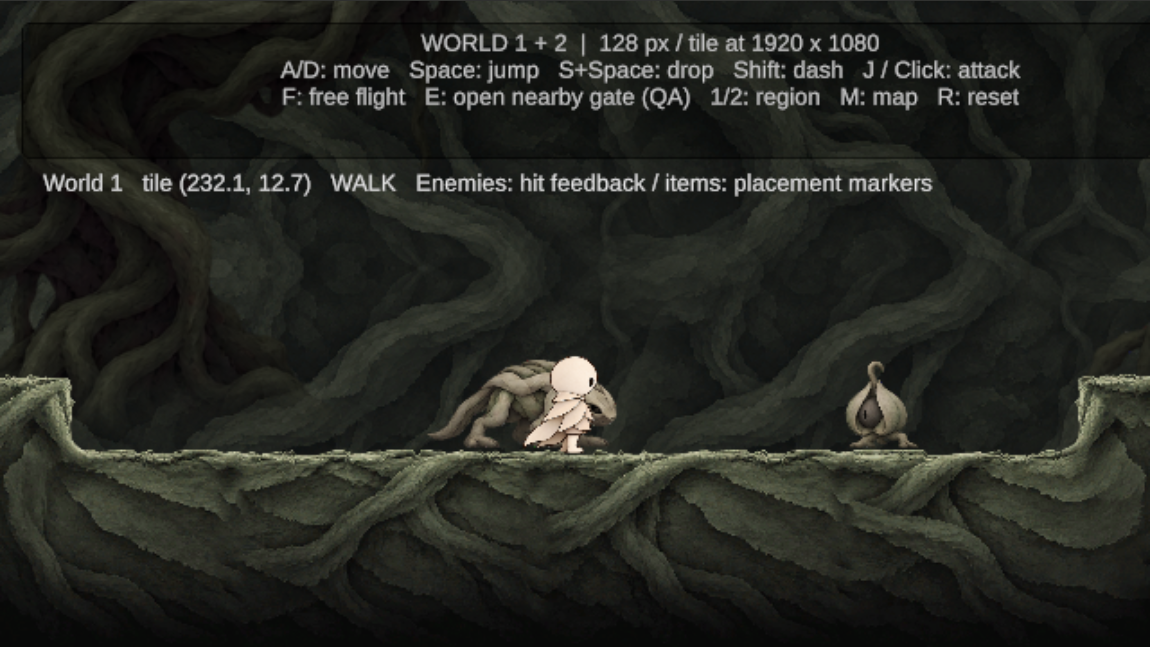 WORLD 1 + 2 | 128 px / tile at 1920 x 1080
A/D: move Space: jump S+Space: drop Shift: dash J / Click: attack
F: free flight E: open nearby gate (QA) 1/2: region M: map R: reset
World 1 tile (232.1, 12.7) WALK Enemies: hit feedback / items: placement markers